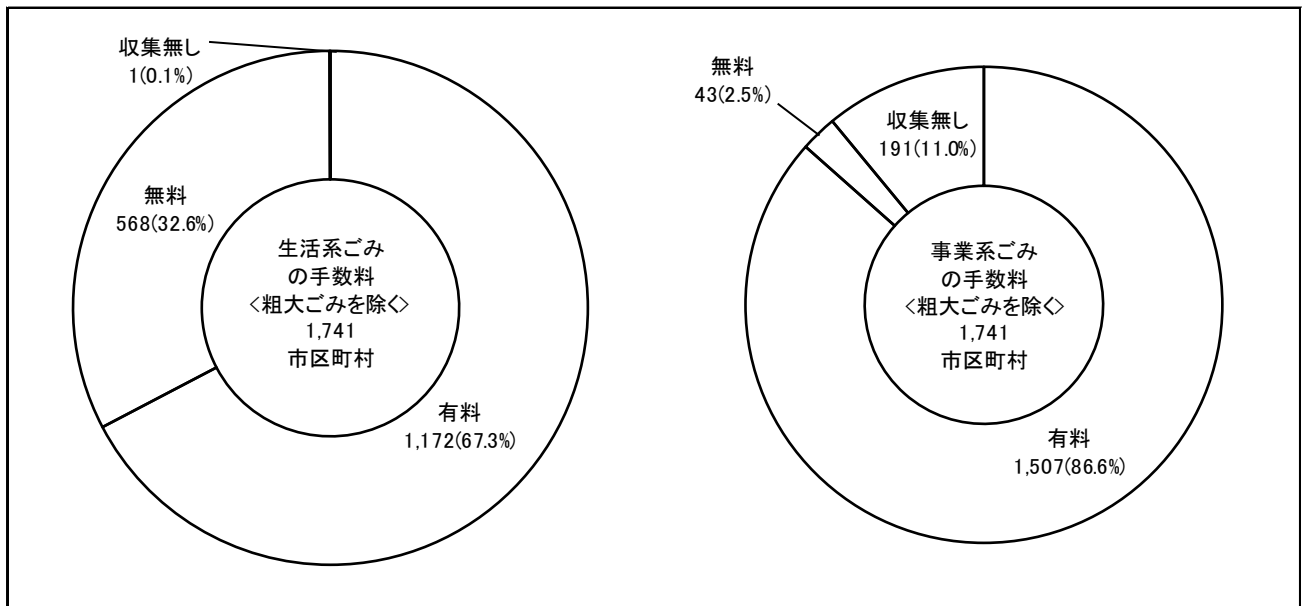 収集無し
1(0.1%)
無料
568(32.6%)
生活系ごみ
の手数料
<粗大ごみを除く>
1,741
市区町村
有料
1,172(67.3%)
無料
43(2.5%)
収集無し
191(11.0%)
事業系ごみ
の手数料
<粗大ごみを除く>
1,741
市区町村
有料
1,507(86.6%)